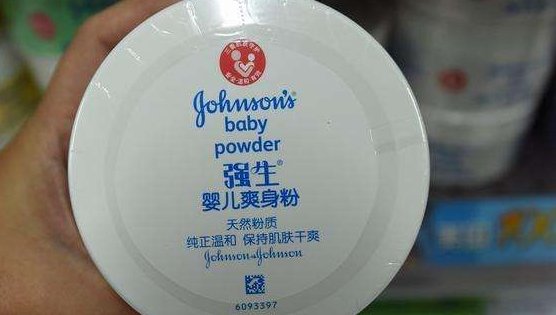 Johnson's®
baby
powder
强生®
婴儿爽身粉
天然粉质
纯正温和 保持肌肤干爽
Johnson & Johnson
6093397